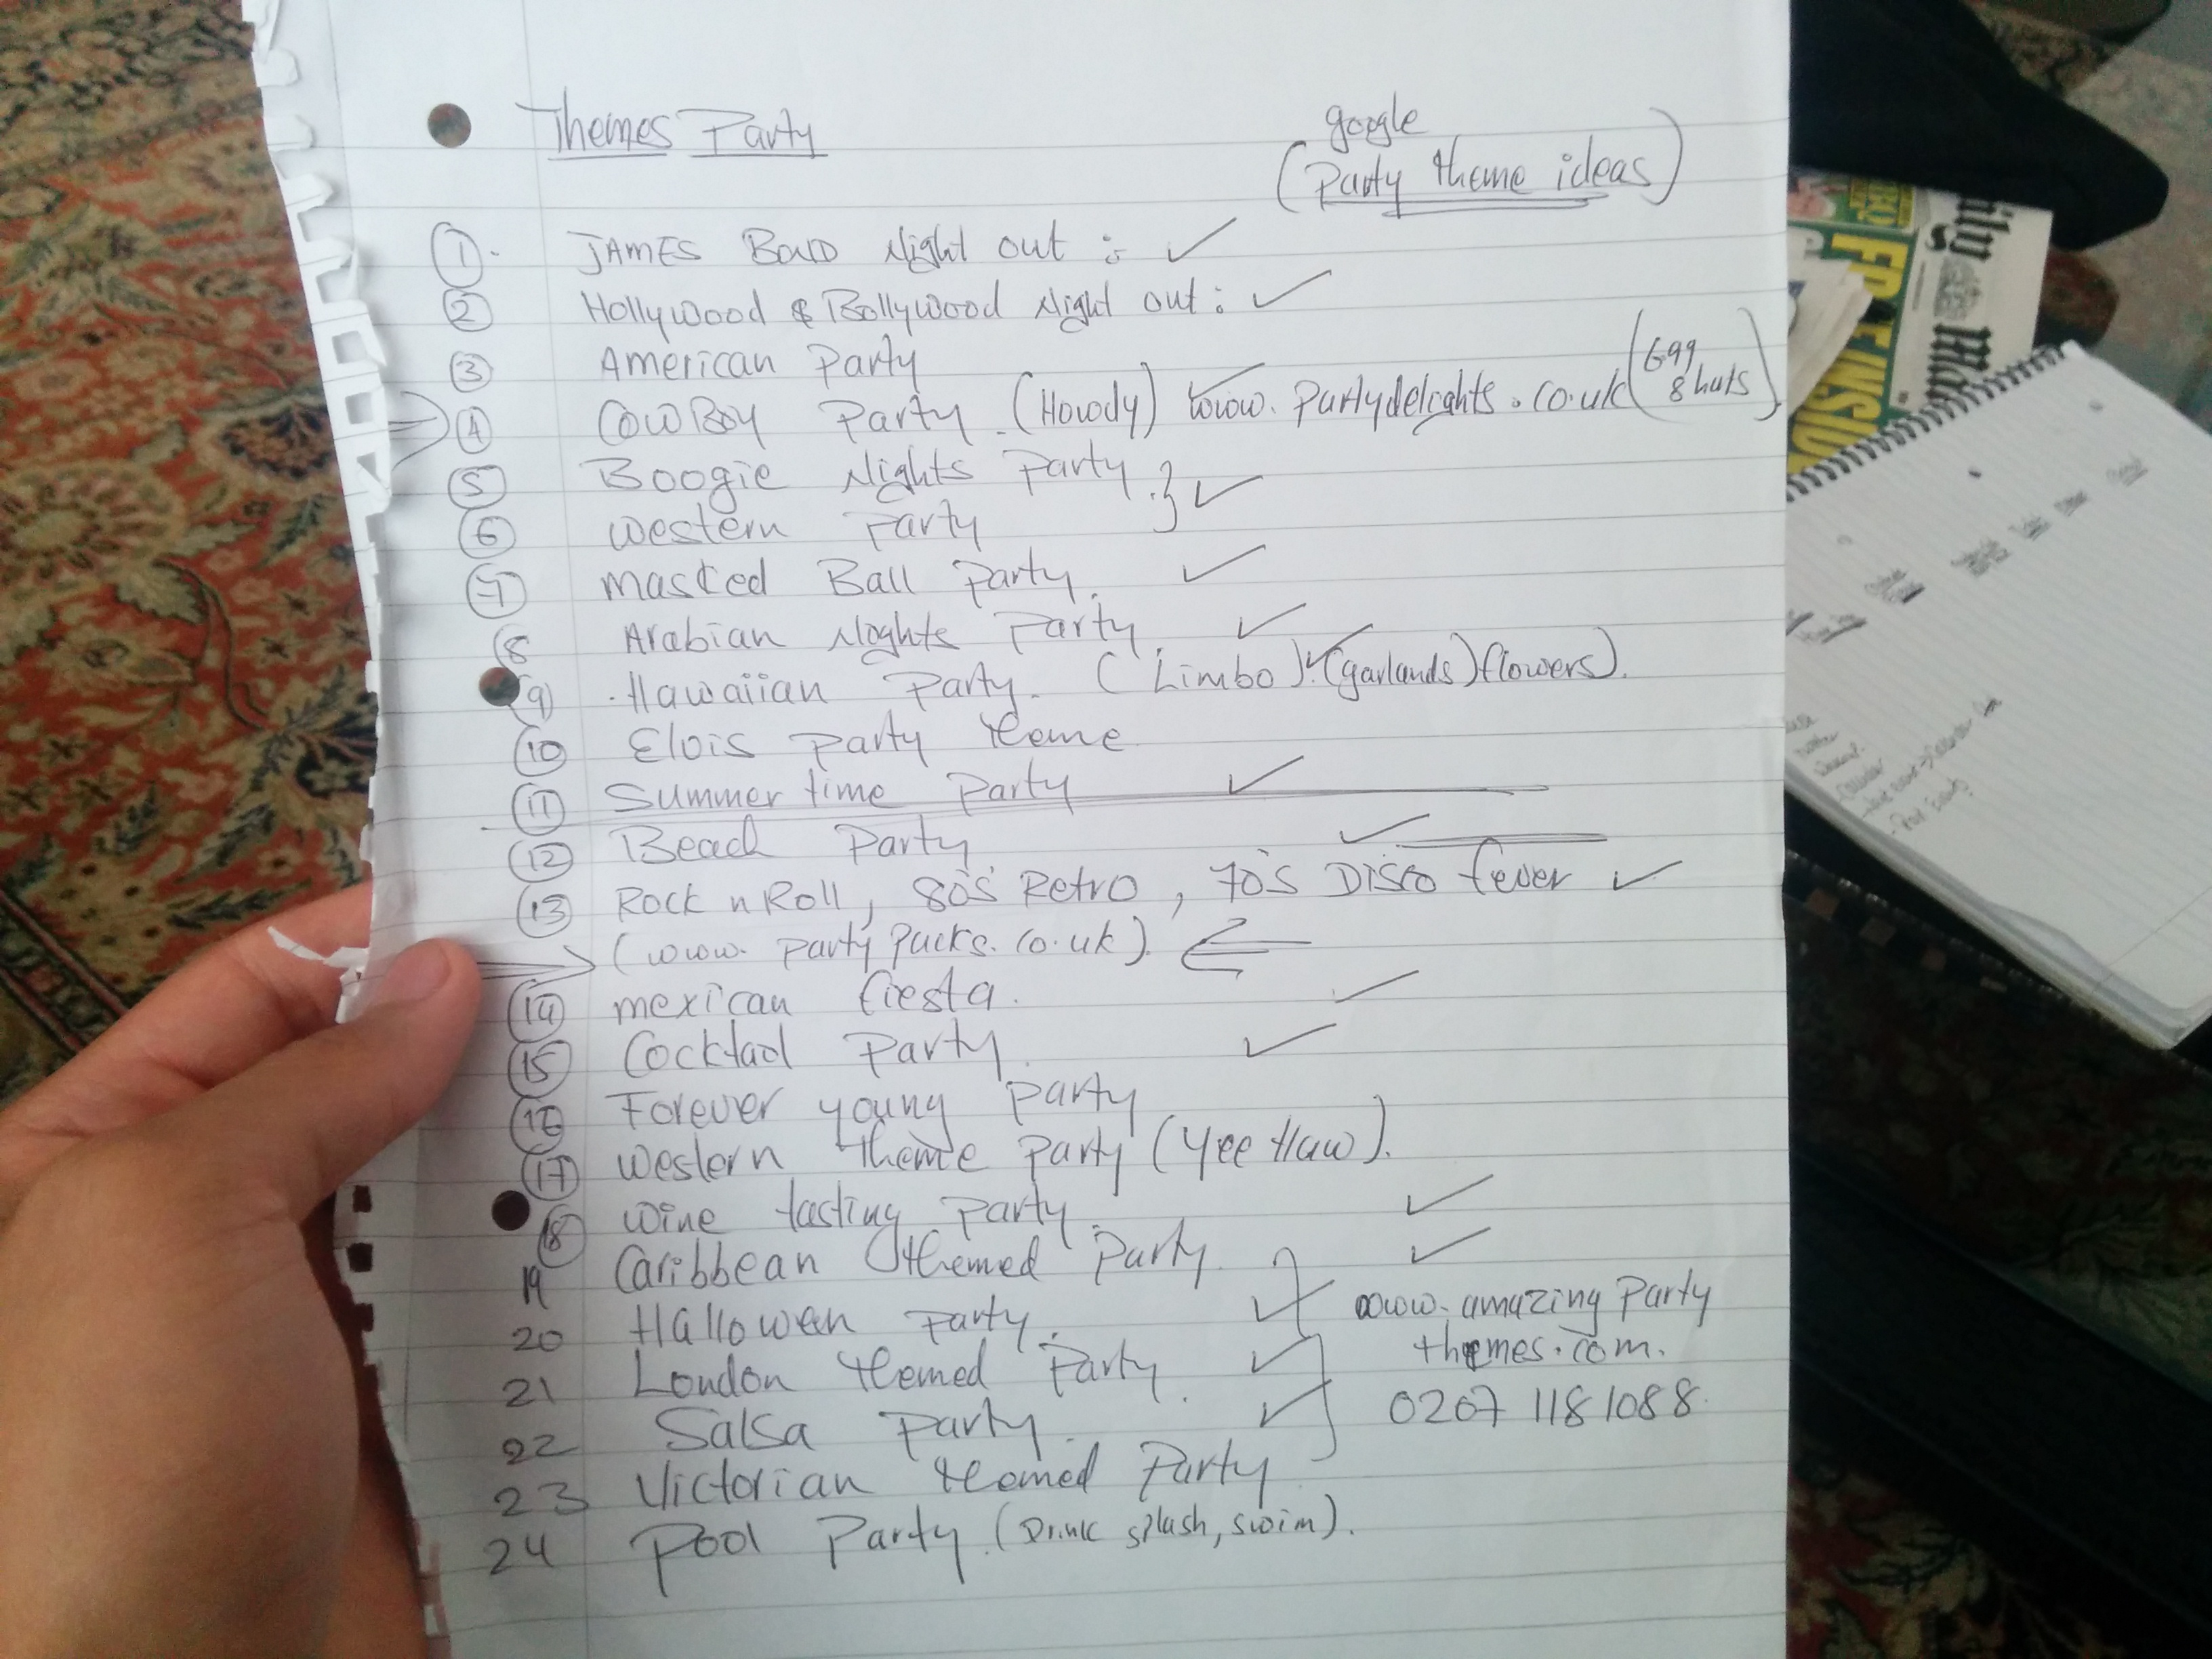 Themes Party
google
(Party theme ideas)
1. JAMES BOND Night out :- ✓
2 Hollywood & Bollywood Night out : ✓
3 American Party
4 COWBoy Party. (Howdy) www.Partydelights.co.uk (6.99 8 hats)
5 Boogie Nights Party. } ✓
6 western Party
7 Masked Ball Party. ✓
8 Arabian Nights Party. ✓
9 Hawaiian Party. (Limbo) ✓ (garlands) flowers).
10 Elvis Party theme
11 Summer time Party ✓
12 Beach Party ✓
13 Rock n Roll, 80s' Retro, 70's DISCO fever ✓
(www. Party Packs.co.uk).
14 mexican fiesta. ✓
15 Cocktail Party. ✓
16 Forever young Party
17 western theme Party (Yee Haw).
18 wine tasting party. ✓
19 Caribbean themed Party. ✓
20 Halloween Party. ✓
www.amazing Party
themes.com.
21 London themed Party. ✓
22 Salsa Party. ✓
0207 118 1088.
23 Victorian themed Party
24 Pool Party. (Drink splash, swim).